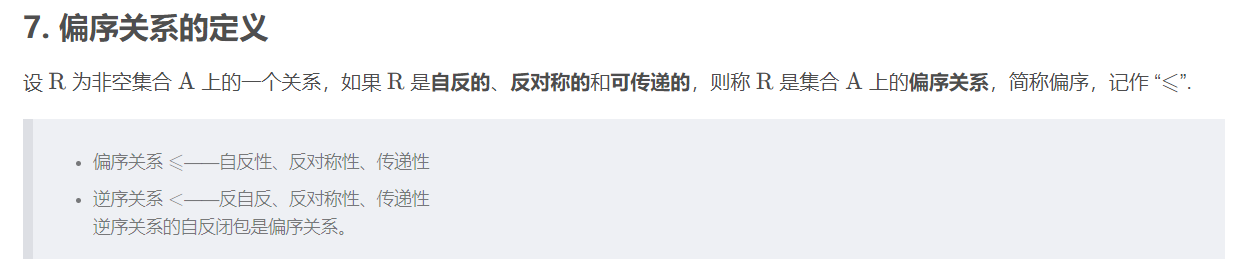 7. 偏序关系的定义
设 R 为非空集合 A 上的一个关系，如果 R 是自反的、反对称的和可传递的，则称 R 是集合 A 上的偏序关系，简称偏序，记作 “⩽”.
• 偏序关系 ⩽——自反性、反对称性、传递性
• 逆序关系 <——反自反、反对称性、传递性
逆序关系的自反闭包是偏序关系。